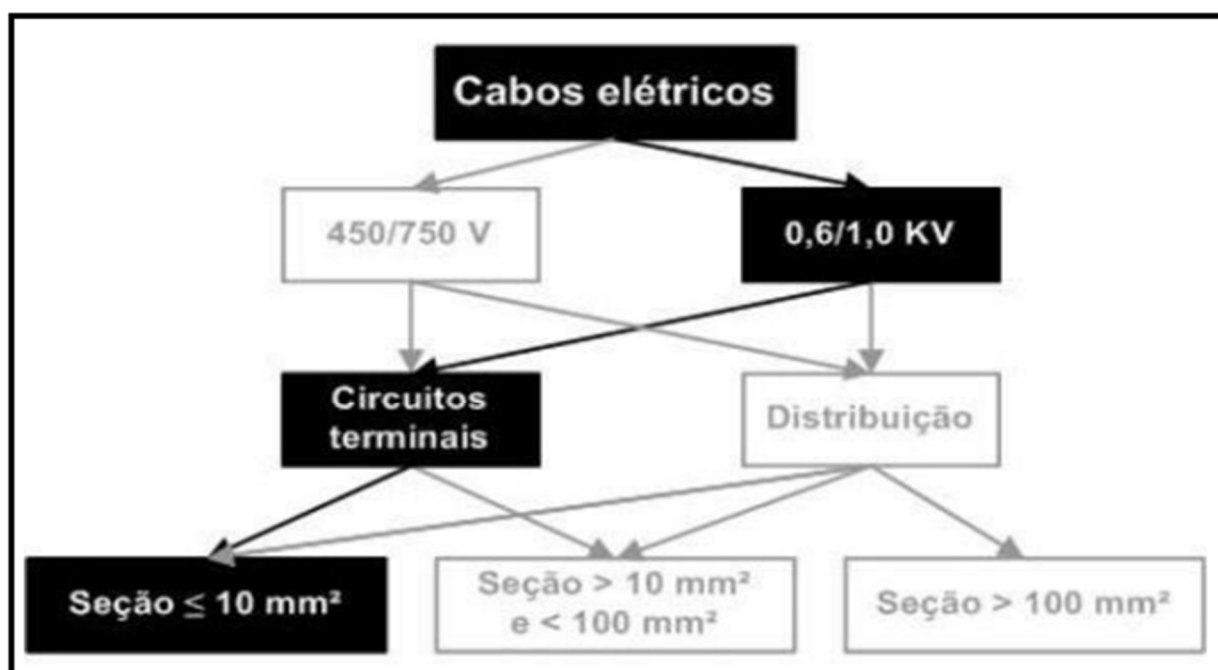 Cabos elétricos
450/750 V
0,6/1,0 KV
Circuitos
terminais
Distribuição
Seção ≤ 10 mm²
Seção > 10 mm²
e < 100 mm²
Seção > 100 mm²